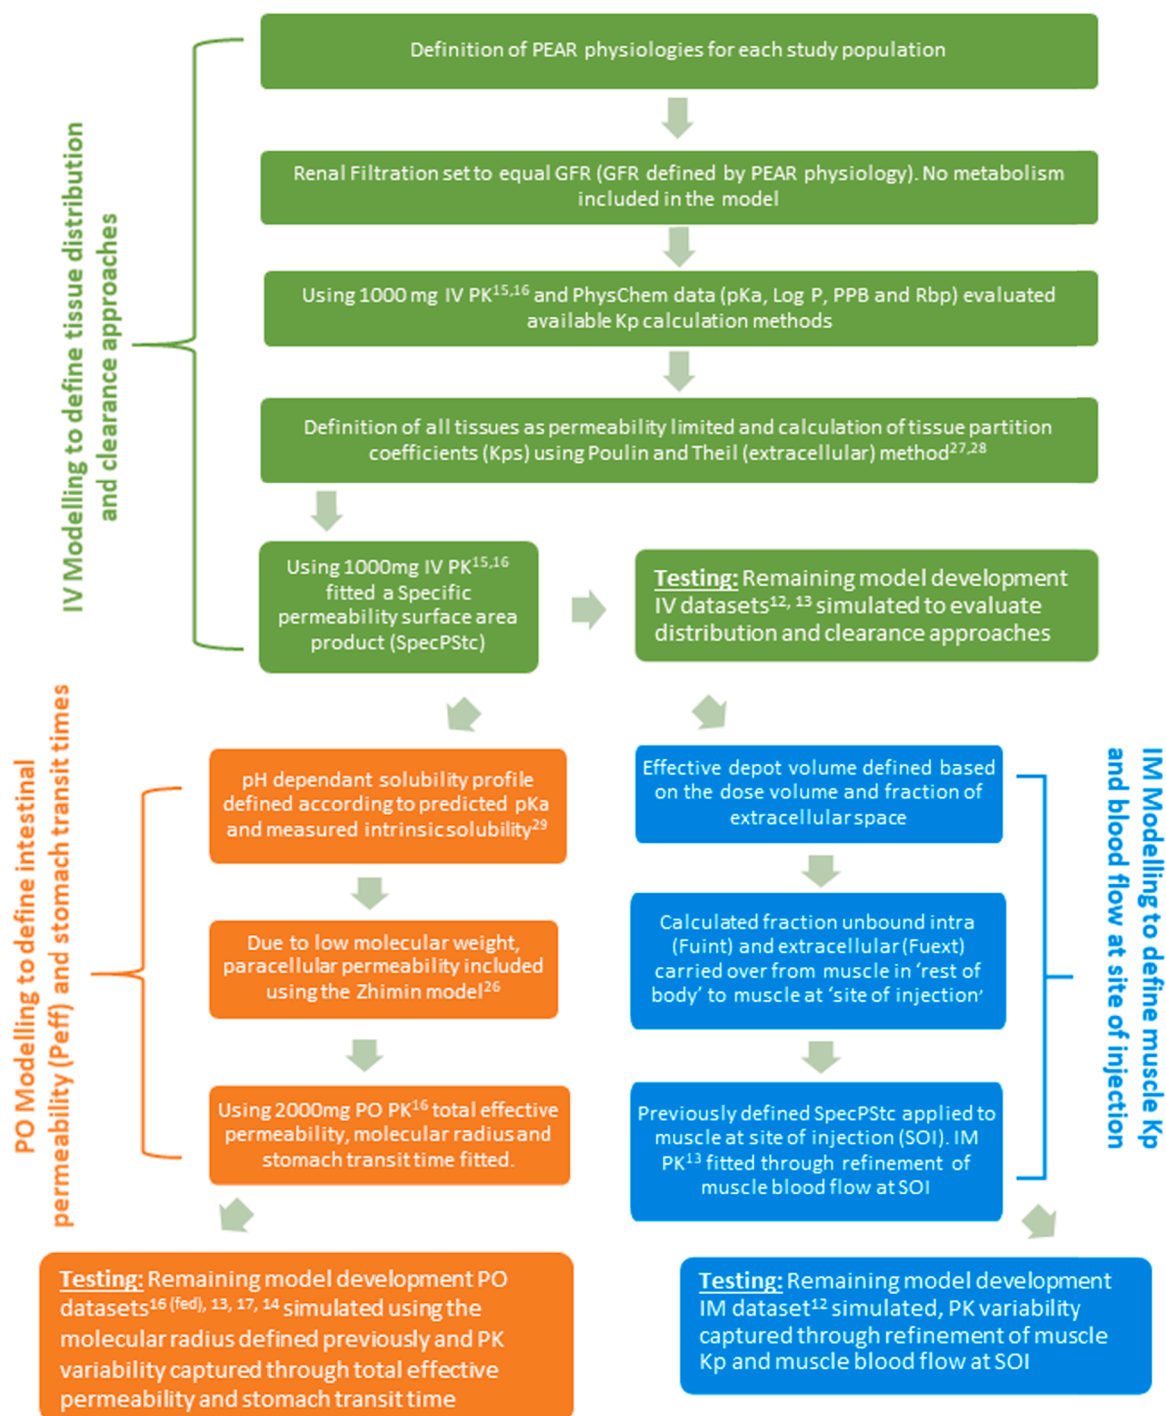 IV Modelling to define tissue distribution
and clearance approaches
Definition of PEAR physiologies for each study population
Renal Filtration set to equal GFR (GFR defined by PEAR physiology). No metabolism
included in the model
Using 1000 mg IV PK15,16 and PhysChem data (pKa, Log P, PPB and Rbp) evaluated
available Kp calculation methods
Definition of all tissues as permeability limited and calculation of tissue partition
coefficients (Kps) using Poulin and Theil (extracellular) method27,28
Using 1000mg IV PK15,16
fitted a Specific
permeability surface area
product (SpecPStc)
Testing: Remaining model development
IV datasets12, 13 simulated to evaluate
distribution and clearance approaches
PO Modelling to define intestinal
permeability (Peff) and stomach transit times
pH dependant solubility profile
defined according to predicted pKa
and measured intrinsic solubility29
Due to low molecular weight,
paracellular permeability included
using the Zhimin model26
Using 2000mg PO PK16 total effective
permeability, molecular radius and
stomach transit time fitted.
Testing: Remaining model development PO
datasets16 (fed), 13, 17, 14 simulated using the
molecular radius defined previously and PK
variability captured through total effective
permeability and stomach transit time
IM Modelling to define muscle Kp
and blood flow at site of injection
Effective depot volume defined based
on the dose volume and fraction of
extracellular space
Calculated fraction unbound intra
(Fuint) and extracellular (Fuext)
carried over from muscle in ‘rest of
body’ to muscle at ‘site of injection’
Previously defined SpecPStc applied to
muscle at site of injection (SOI). IM
PK13 fitted through refinement of
muscle blood flow at SOI
Testing: Remaining model development
IM dataset12 simulated, PK variability
captured through refinement of muscle
Kp and muscle blood flow at SOI